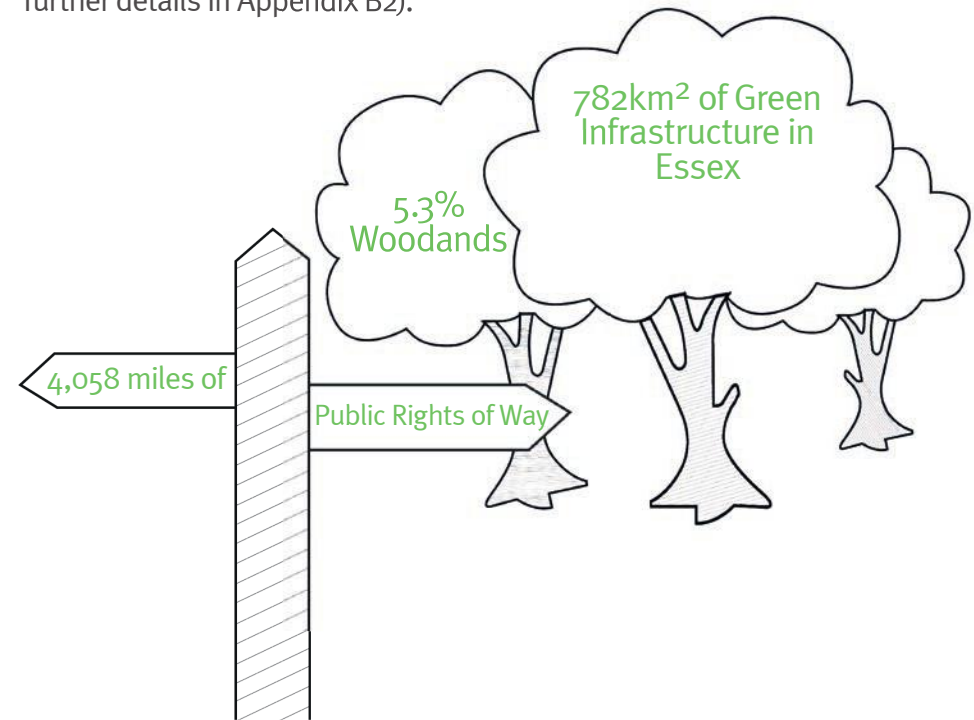 further details in Appendix B2).
782km² of Green
Infrastructure in
Essex
5.3%
Woodands
4,058 miles of
Public Rights of Way